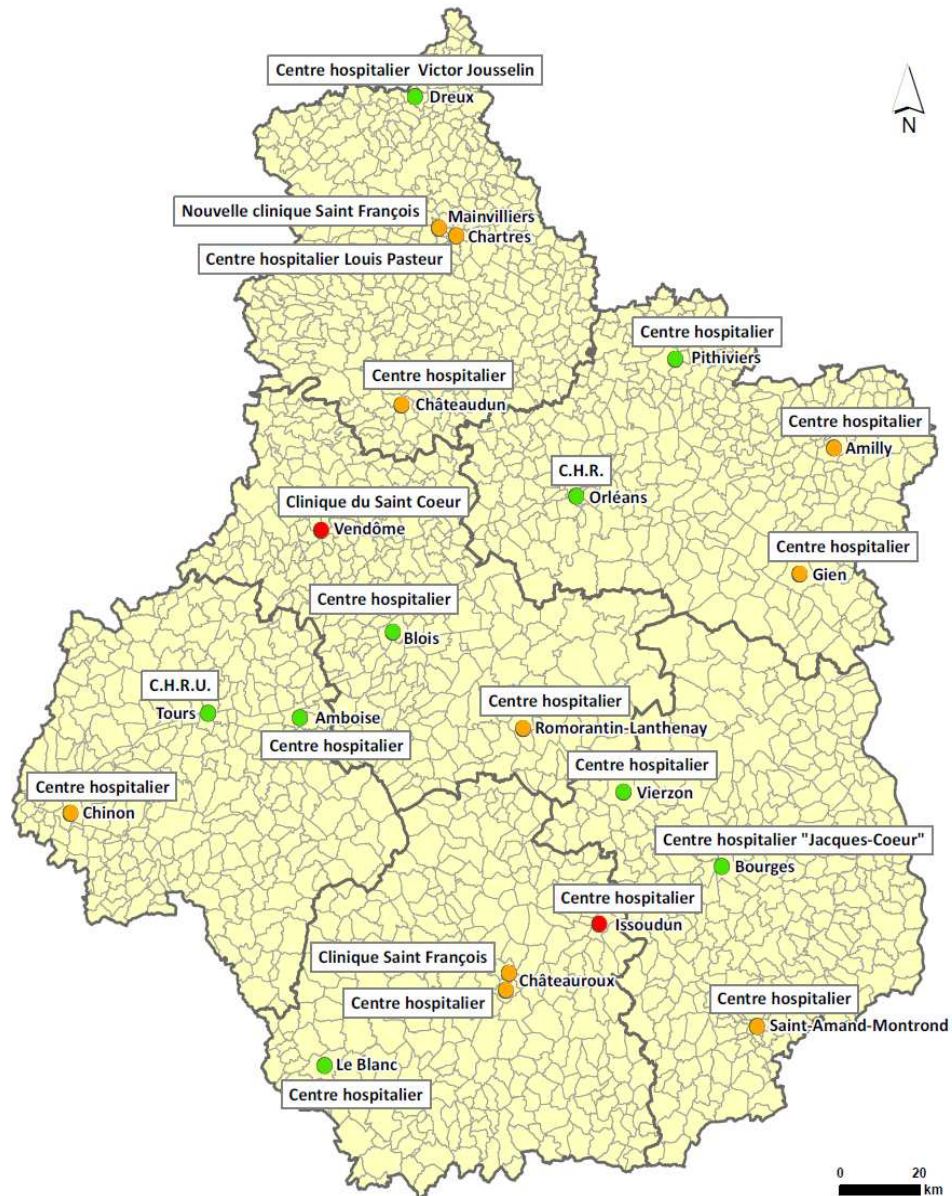 Centre hospitalier Victor Jousselin
Dreux
N
Nouvelle clinique Saint François
Mainvilliers
Chartres
Centre hospitalier Louis Pasteur
Centre hospitalier
Pithiviers
Centre hospitalier
Châteaudun
Centre hospitalier
Amilly
C.H.R.
Orléans
Clinique du Saint Coeur
Vendôme
Centre hospitalier
Gien
Centre hospitalier
Blois
C.H.R.U.
Tours
Amboise
Centre hospitalier
Centre hospitalier
Romorantin-Lanthenay
Centre hospitalier
Vierzon
Centre hospitalier
Chinon
Centre hospitalier "Jacques-Coeur"
Bourges
Centre hospitalier
Issoudun
Clinique Saint François
Châteauroux
Centre hospitalier
Centre hospitalier
Saint-Amand-Montrond
Le Blanc
Centre hospitalier
0 20
km